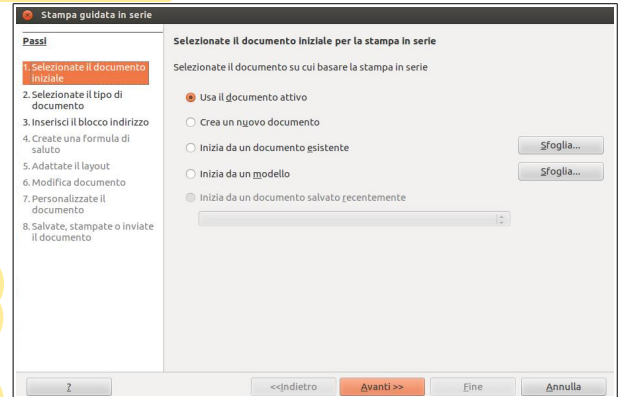 Stampa guidata in serie
Passi
1. Selezionate il documento
iniziale
2. Selezionate il tipo di
documento
3. Inserisci il blocco indirizzo
4. Create una formula di
saluto
5. Adattate il layout
6. Modifica documento
7. Personalizzate il
documento
8. Salvate, stampate o inviate
il documento
Selezionate il documento iniziale per la stampa in serie
Selezionate il documento su cui basare la stampa in serie
Usa il documento attivo
Crea un nuovo documento
Inizia da un documento esistente
Sfoglia...
Inizia da un modello
Sfoglia...
Inizia da un documento salvato recentemente
?
<<Indietro
Avanti >>
Fine
Annulla